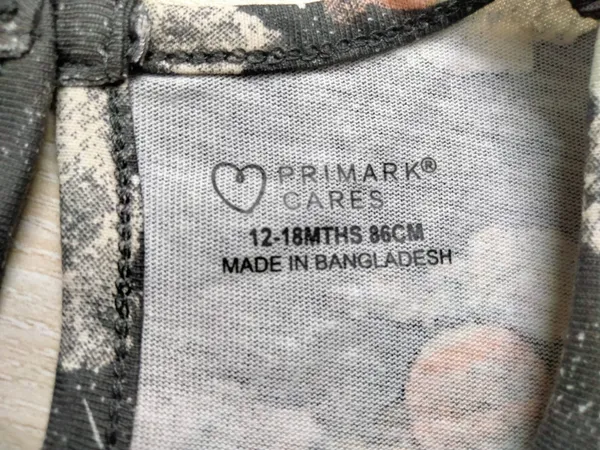 PRIMARK®
CARES
12-18MTHS 86CM
MADE IN BANGLADESH